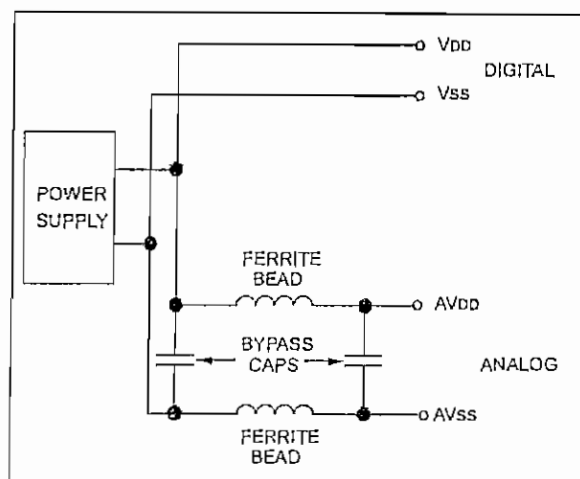 VDD
DIGITAL
VSS
POWER
SUPPLY
FERRITE
BEAD
AVDD
BYPASS
CAPS
ANALOG
AVSS
FERRITE
BEAD